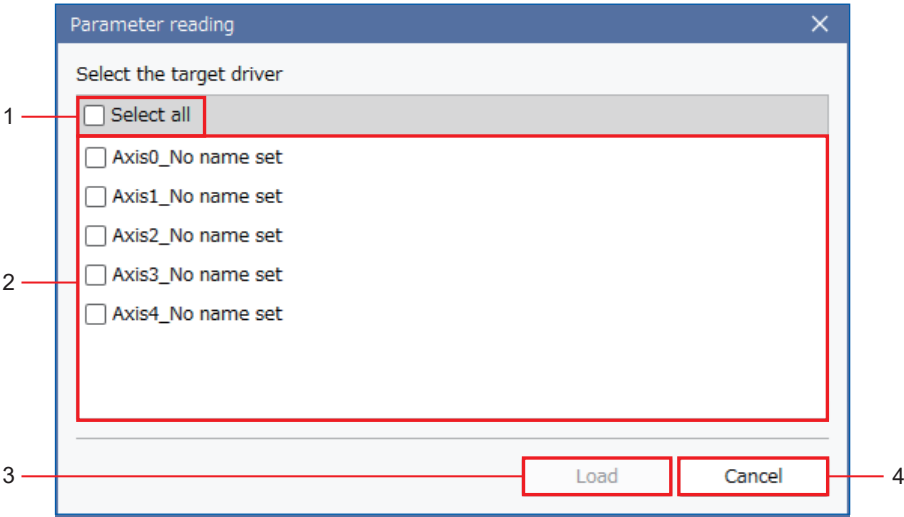 Parameter reading
Select the target driver
1
Select all
Axis0_No name set
Axis1_No name set
Axis2_No name set
2
Axis3_No name set
Axis4_No name set
3
Load
Cancel
4